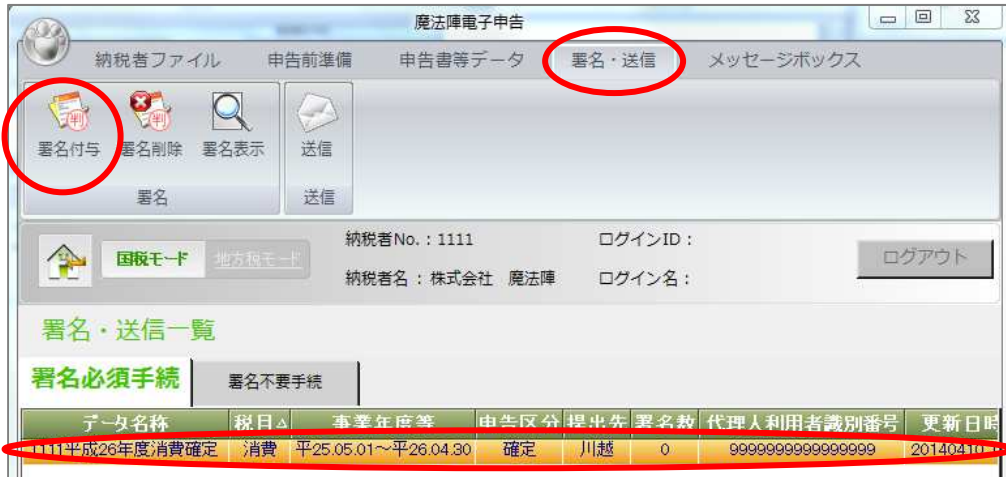 魔法陣電子申告
納税者ファイル 申告前準備 申告書等データ 署名・送信 メッセージボックス
署名付与 署名削除 署名表示 送信
署名 送信
国税モード 地方税モード
納税者No.：1111 ログインID：
納税者名：株式会社 魔法陣 ログイン名：
ログアウト
署名・送信一覧
署名必須手続 署名不要手続
データ名称 税目△ 事業年度等 申告区分 提出先 署名数 代理人利用者識別番号 更新日時
1111平成26年度消費確定 消費 平25.05.01～平26.04.30 確定 川越 0 9999999999999999 20140410